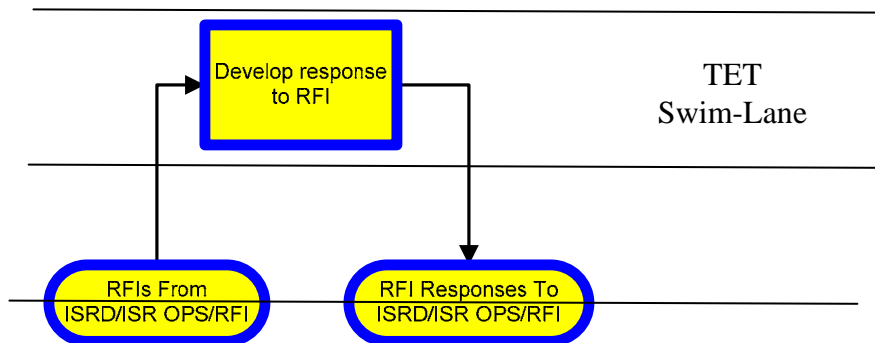 Develop response
to RFI
TET
Swim-Lane
RFIs From
ISRD/ISR OPS/RFI
RFI Responses To
ISRD/ISR OPS/RFI